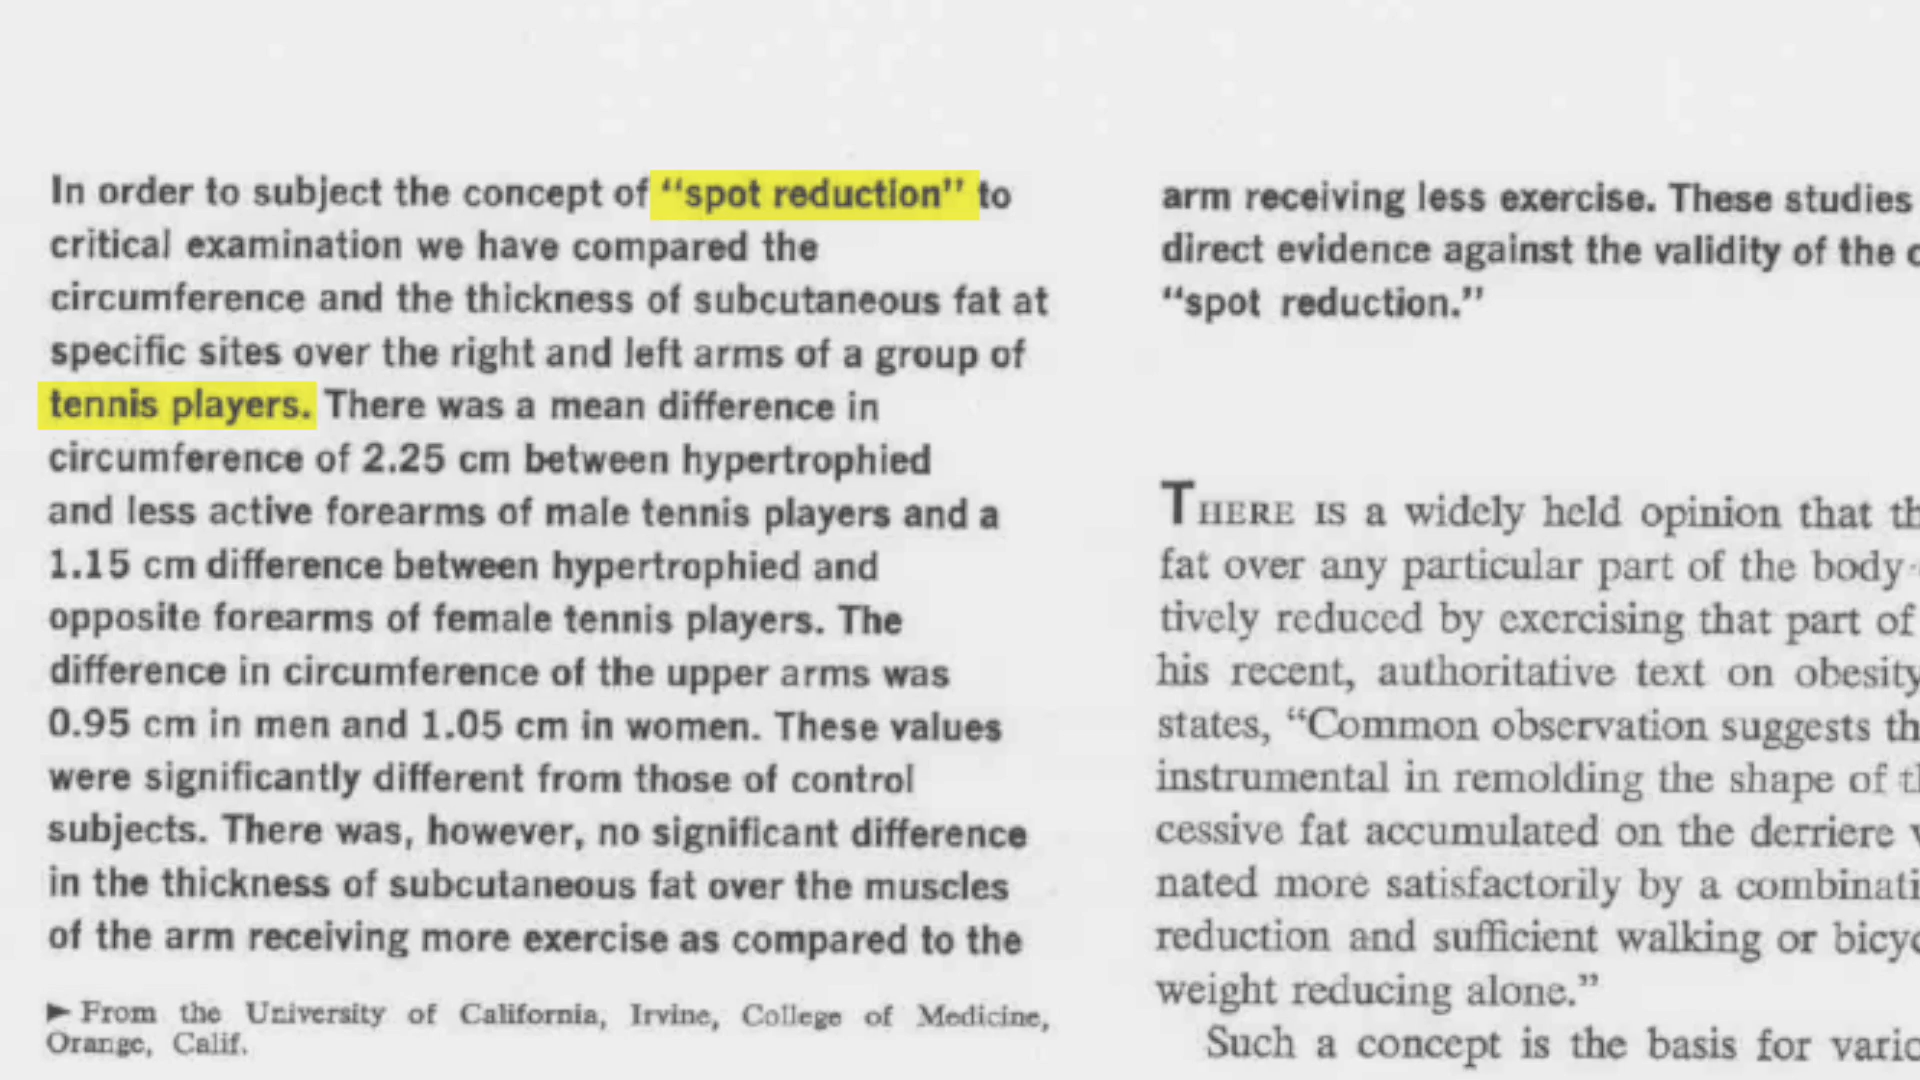 In order to subject the concept of “spot reduction” to
critical examination we have compared the
circumference and the thickness of subcutaneous fat at
specific sites over the right and left arms of a group of
tennis players. There was a mean difference in
circumference of 2.25 cm between hypertrophied
and less active forearms of male tennis players and a
1.15 cm difference between hypertrophied and
opposite forearms of female tennis players. The
difference in circumference of the upper arms was
0.95 cm in men and 1.05 cm in women. These values
were significantly different from those of control
subjects. There was, however, no significant difference
in the thickness of subcutaneous fat over the muscles
of the arm receiving more exercise as compared to the
►From the University of California, Irvine, College of Medicine,
Orange, Calif.
arm receiving less exercise. These studies
direct evidence against the validity of the
“spot reduction.”
THERE IS a widely held opinion that
fat over any particular part of the body
tively reduced by exercising that part of
his recent, authoritative text on obesity
states, “Common observation suggests
instrumental in remolding the shape of
cessive fat accumulated on the derriere
nated more satisfactorily by a
reduction and sufficient walking or
weight reducing alone.”
Such a concept is the basis for